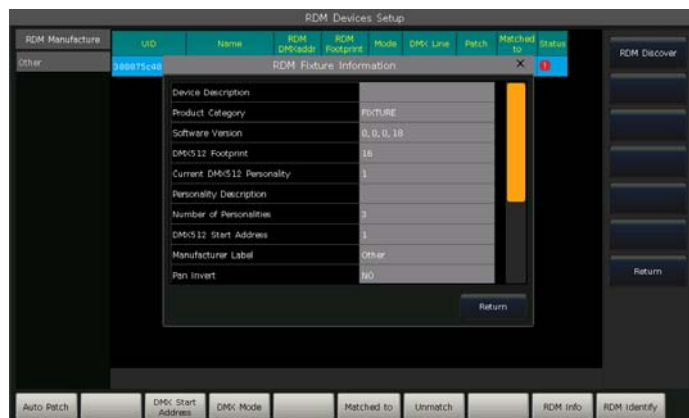 RDM Devices Setup
RDM Manufacture
UID
Name
RDM DMXaddr
RDM Footprint
Mode
DMX Line
Patch
Matched to
Status
RDM Discover
Other
380875c40
RDM Fixture Information
X
Device Description
Product Category FIXTURE
Software Version 0, 0, 0, 18
DMX512 Footprint 16
Current DMX512 Personality 1
Personality Description
Number of Personalities 3
DMX512 Start Address 1
Manufacturer Label Other
Pan Invert NO
Return
Return
Auto Patch
DMX Start Address
DMX Mode
Matched to
Unmatch
RDM Info
RDM Identify